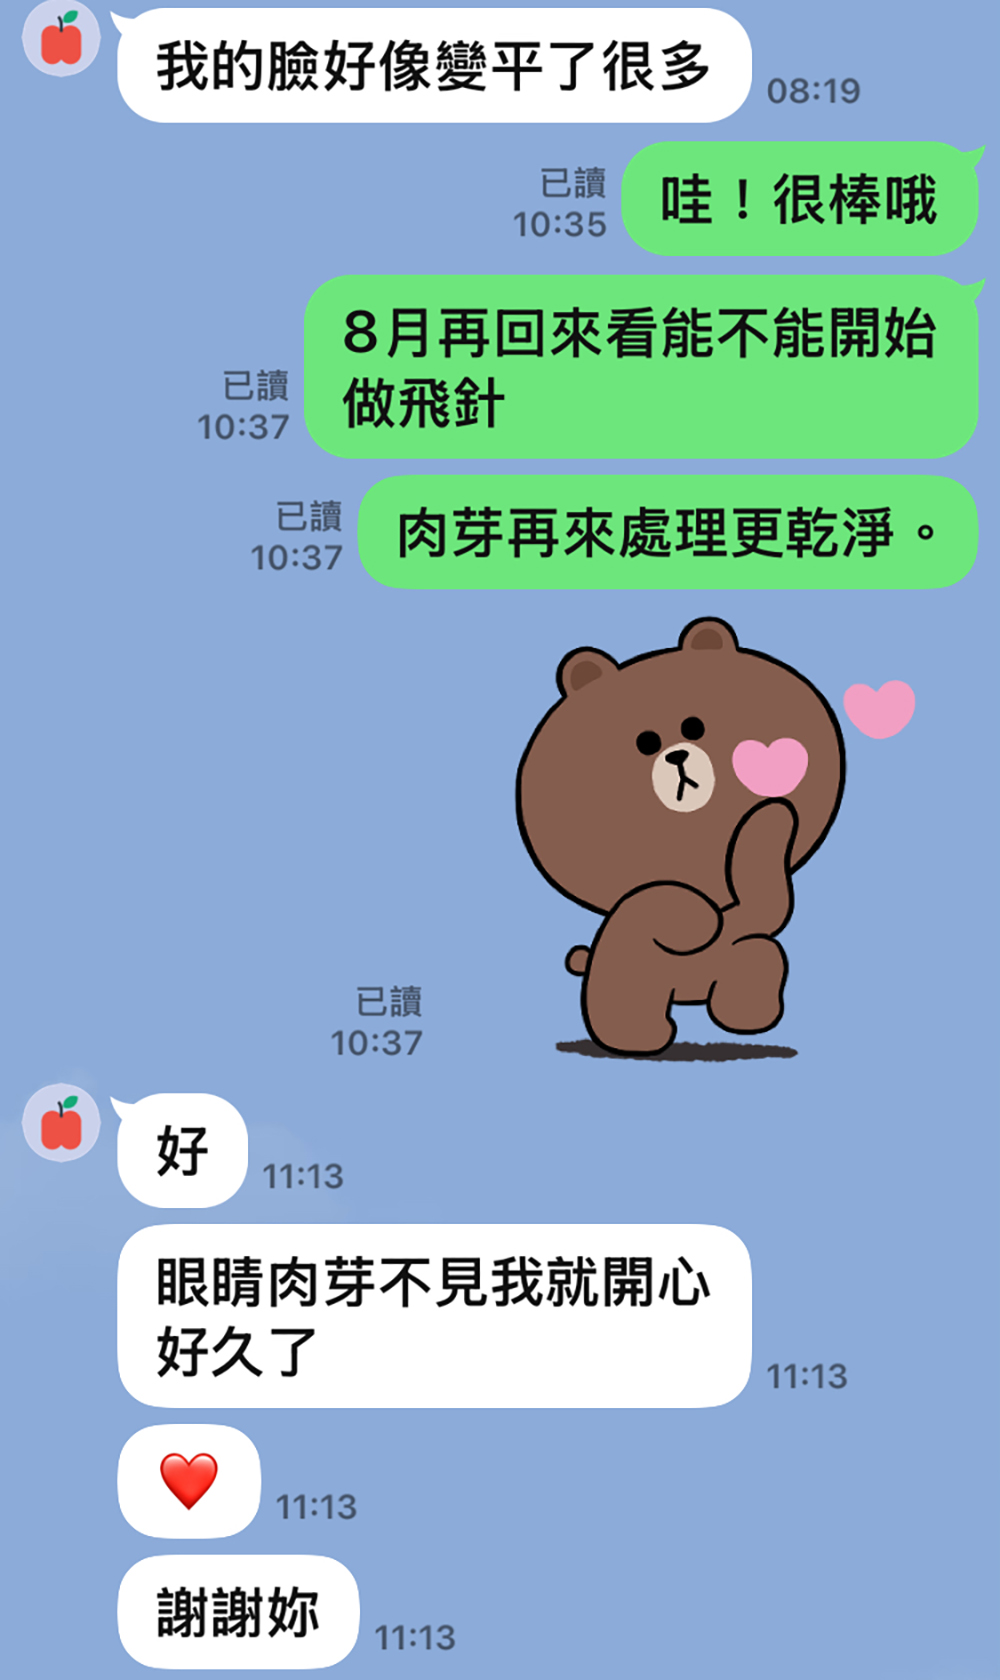 我的臉好像變平了很多
08:19
已讀
10:35
哇！很棒哦
8月再回來看能不能開始
做飛針
已讀
10:37
肉芽再來處理更乾淨。
已讀
10:37
已讀
10:37
好
11:13
眼睛肉芽不見我就開心
好久了
11:13
❤️
11:13
謝謝妳
11:13